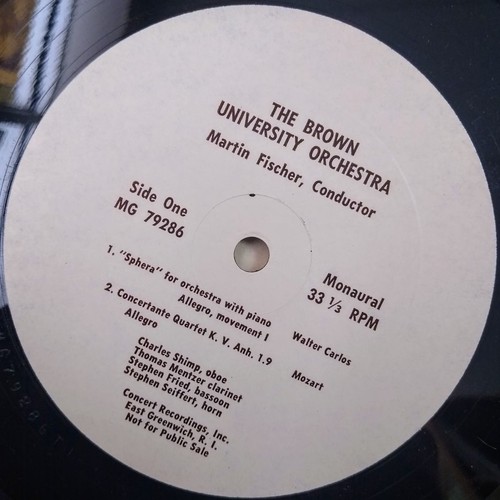 THE BROWN
UNIVERSITY ORCHESTRA
Martin Fischer, Conductor
Side One
MG 79286
Monaural
33 1/3 RPM
1. "Sphera" for orchestra with piano
Allegro, movement I Walter Carlos
2. Concertante Quartet K. V. Anh. 1.9
Allegro Mozart
Charles Shimp, oboe
Thomas Mentzer clarinet
Stephen Fried, bassoon
Stephen Seiffert, horn
Concert Recordings, Inc.
East Greenwich, R. I.
Not for Public Sale